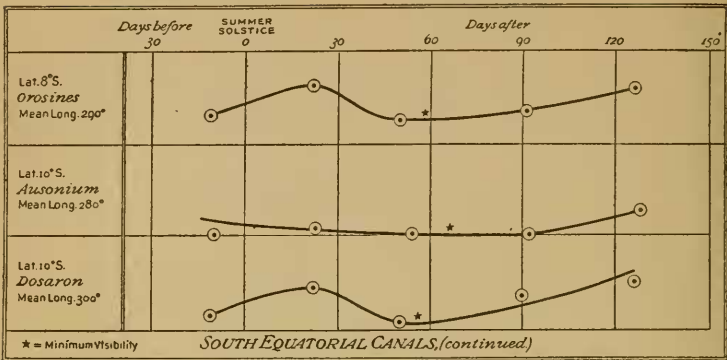 Days before SUMMER SOLSTICE Days after
30 0 30 60 90 120 150°
Lat. 8° S.
Orosines
Mean Long. 290°
Lat. 10° S.
Ausonium
Mean Long. 280°
Lat. 10° S.
Dosaron
Mean Long. 300°
★ = Minimum Visibility SOUTH EQUATORIAL CANALS, (continued)